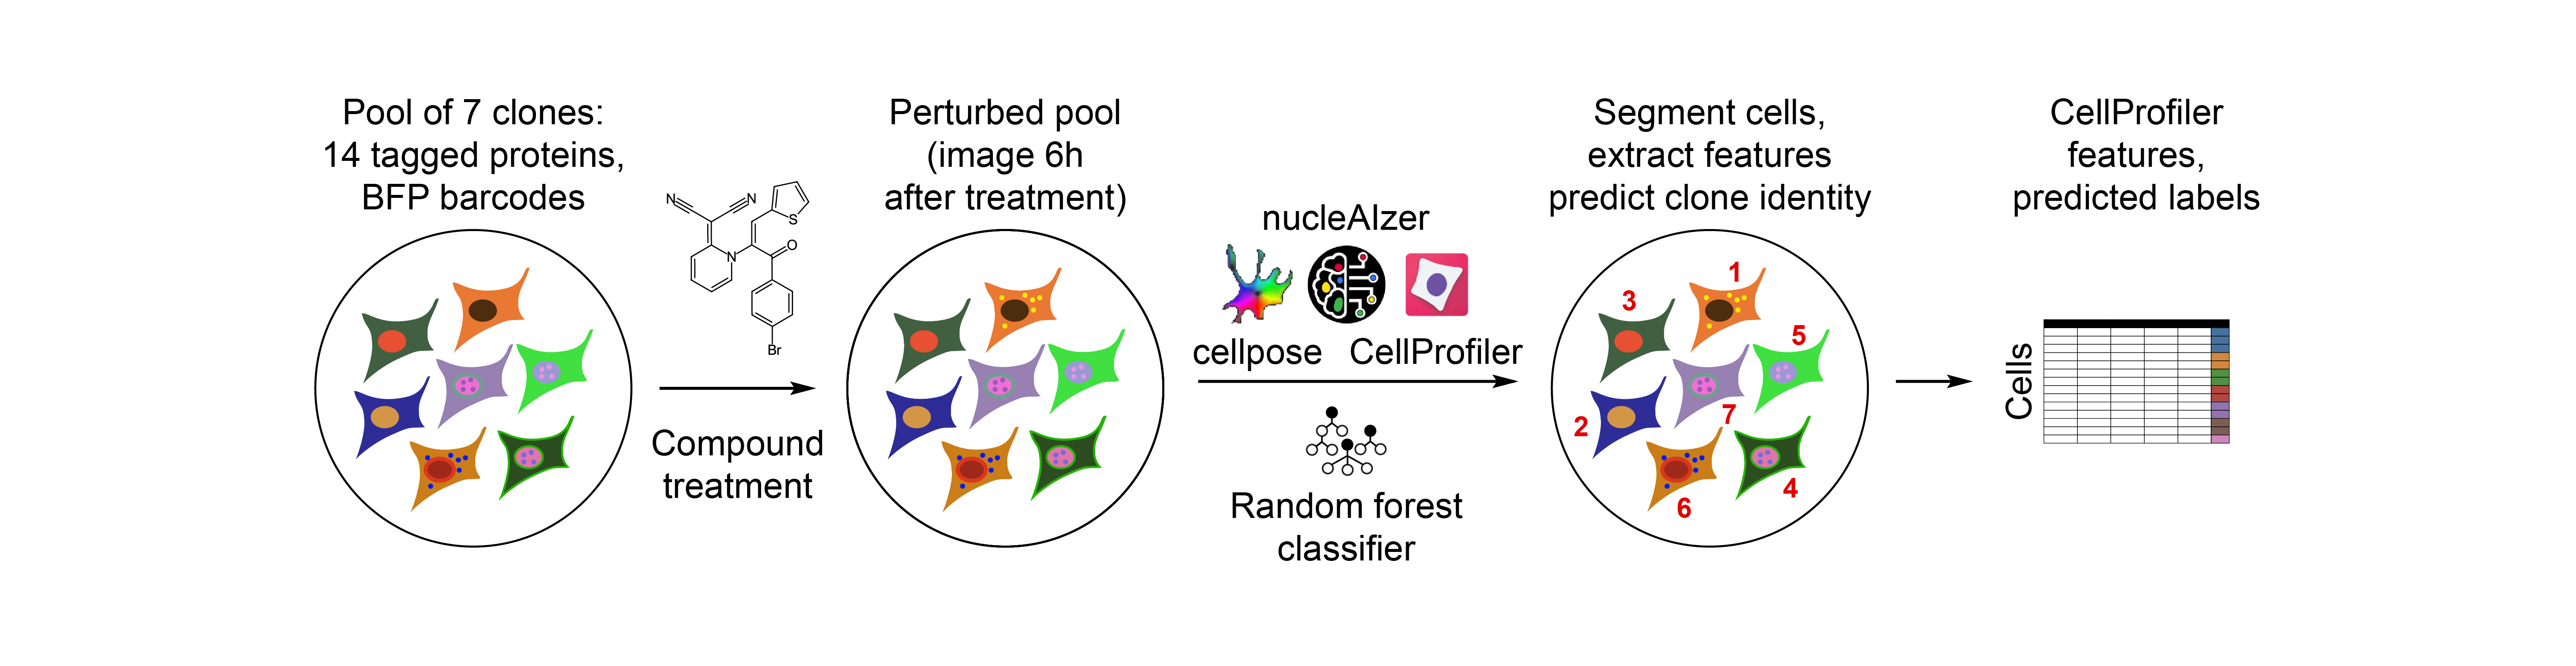 Pool of 7 clones:
14 tagged proteins,
BFP barcodes
N
N
S
N
O
Br
Compound
treatment
Perturbed pool
(image 6h
after treatment)
nucleAIzer
cellpose
CellProfiler
Random forest
classifier
Segment cells,
extract features
predict clone identity
1
3
5
2
7
6
4
CellProfiler
features,
predicted labels
Cells